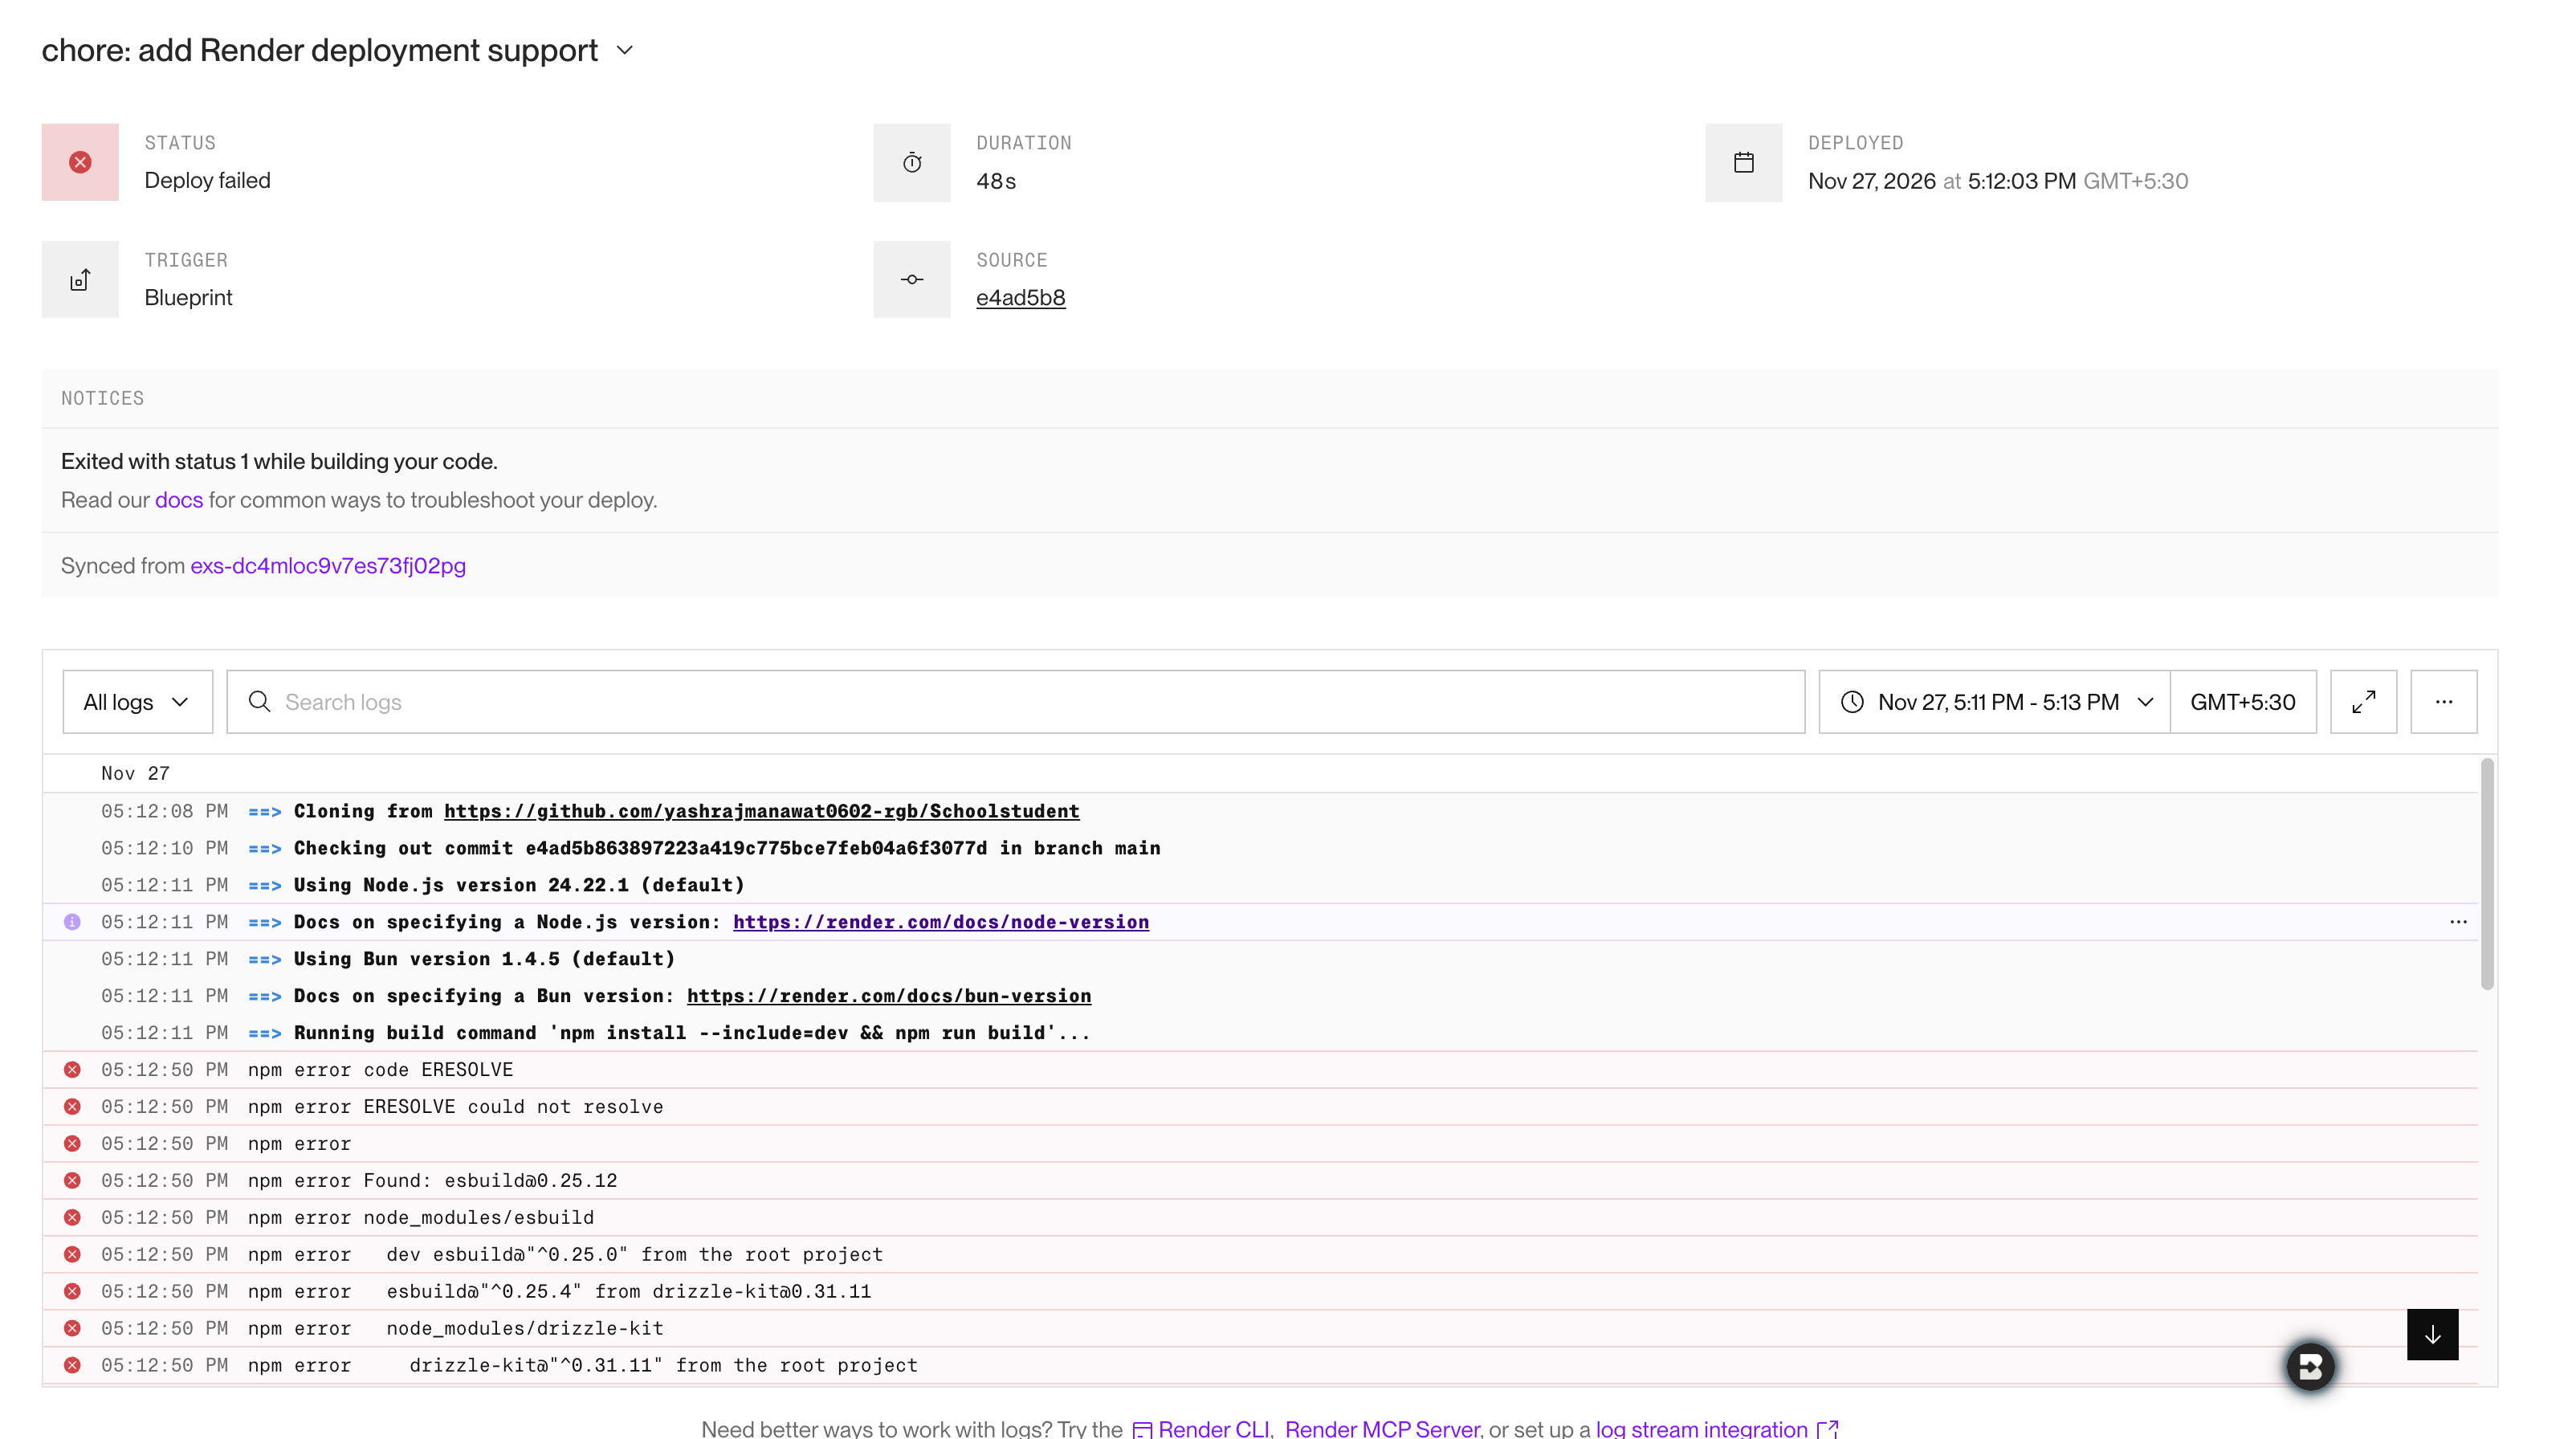 chore: add Render deployment support
STATUS
Deploy failed
DURATION
48s
DEPLOYED
Nov 27, 2026 at 5:12:03 PM GMT+5:30
TRIGGER
Blueprint
SOURCE
e4ad5b8
NOTICES
Exited with status 1 while building your code.
Read our docs for common ways to troubleshoot your deploy.
Synced from exs-dc4mloc9v7es73fj02pg
All logs
Search logs
Nov 27, 5:11 PM - 5:13 PM
GMT+5:30
Nov 27
05:12:08 PM ==> Cloning from https://github.com/yashrajmanawat0602-rgb/Schoolstudent
05:12:10 PM ==> Checking out commit e4ad5b863897223a419c775bce7feb04a6f3077d in branch main
05:12:11 PM ==> Using Node.js version 24.22.1 (default)
05:12:11 PM ==> Docs on specifying a Node.js version: https://render.com/docs/node-version
05:12:11 PM ==> Using Bun version 1.4.5 (default)
05:12:11 PM ==> Docs on specifying a Bun version: https://render.com/docs/bun-version
05:12:11 PM ==> Running build command 'npm install --include=dev && npm run build'...
05:12:50 PM npm error code ERESOLVE
05:12:50 PM npm error ERESOLVE could not resolve
05:12:50 PM npm error
05:12:50 PM npm error Found: esbuild@0.25.12
05:12:50 PM npm error node_modules/esbuild
05:12:50 PM npm error   dev esbuild@"^0.25.0" from the root project
05:12:50 PM npm error   esbuild@"^0.25.4" from drizzle-kit@0.31.11
05:12:50 PM npm error   node_modules/drizzle-kit
05:12:50 PM npm error     drizzle-kit@"^0.31.11" from the root project
Need better ways to work with logs? Try the Render CLI, Render MCP Server, or set up a log stream integration